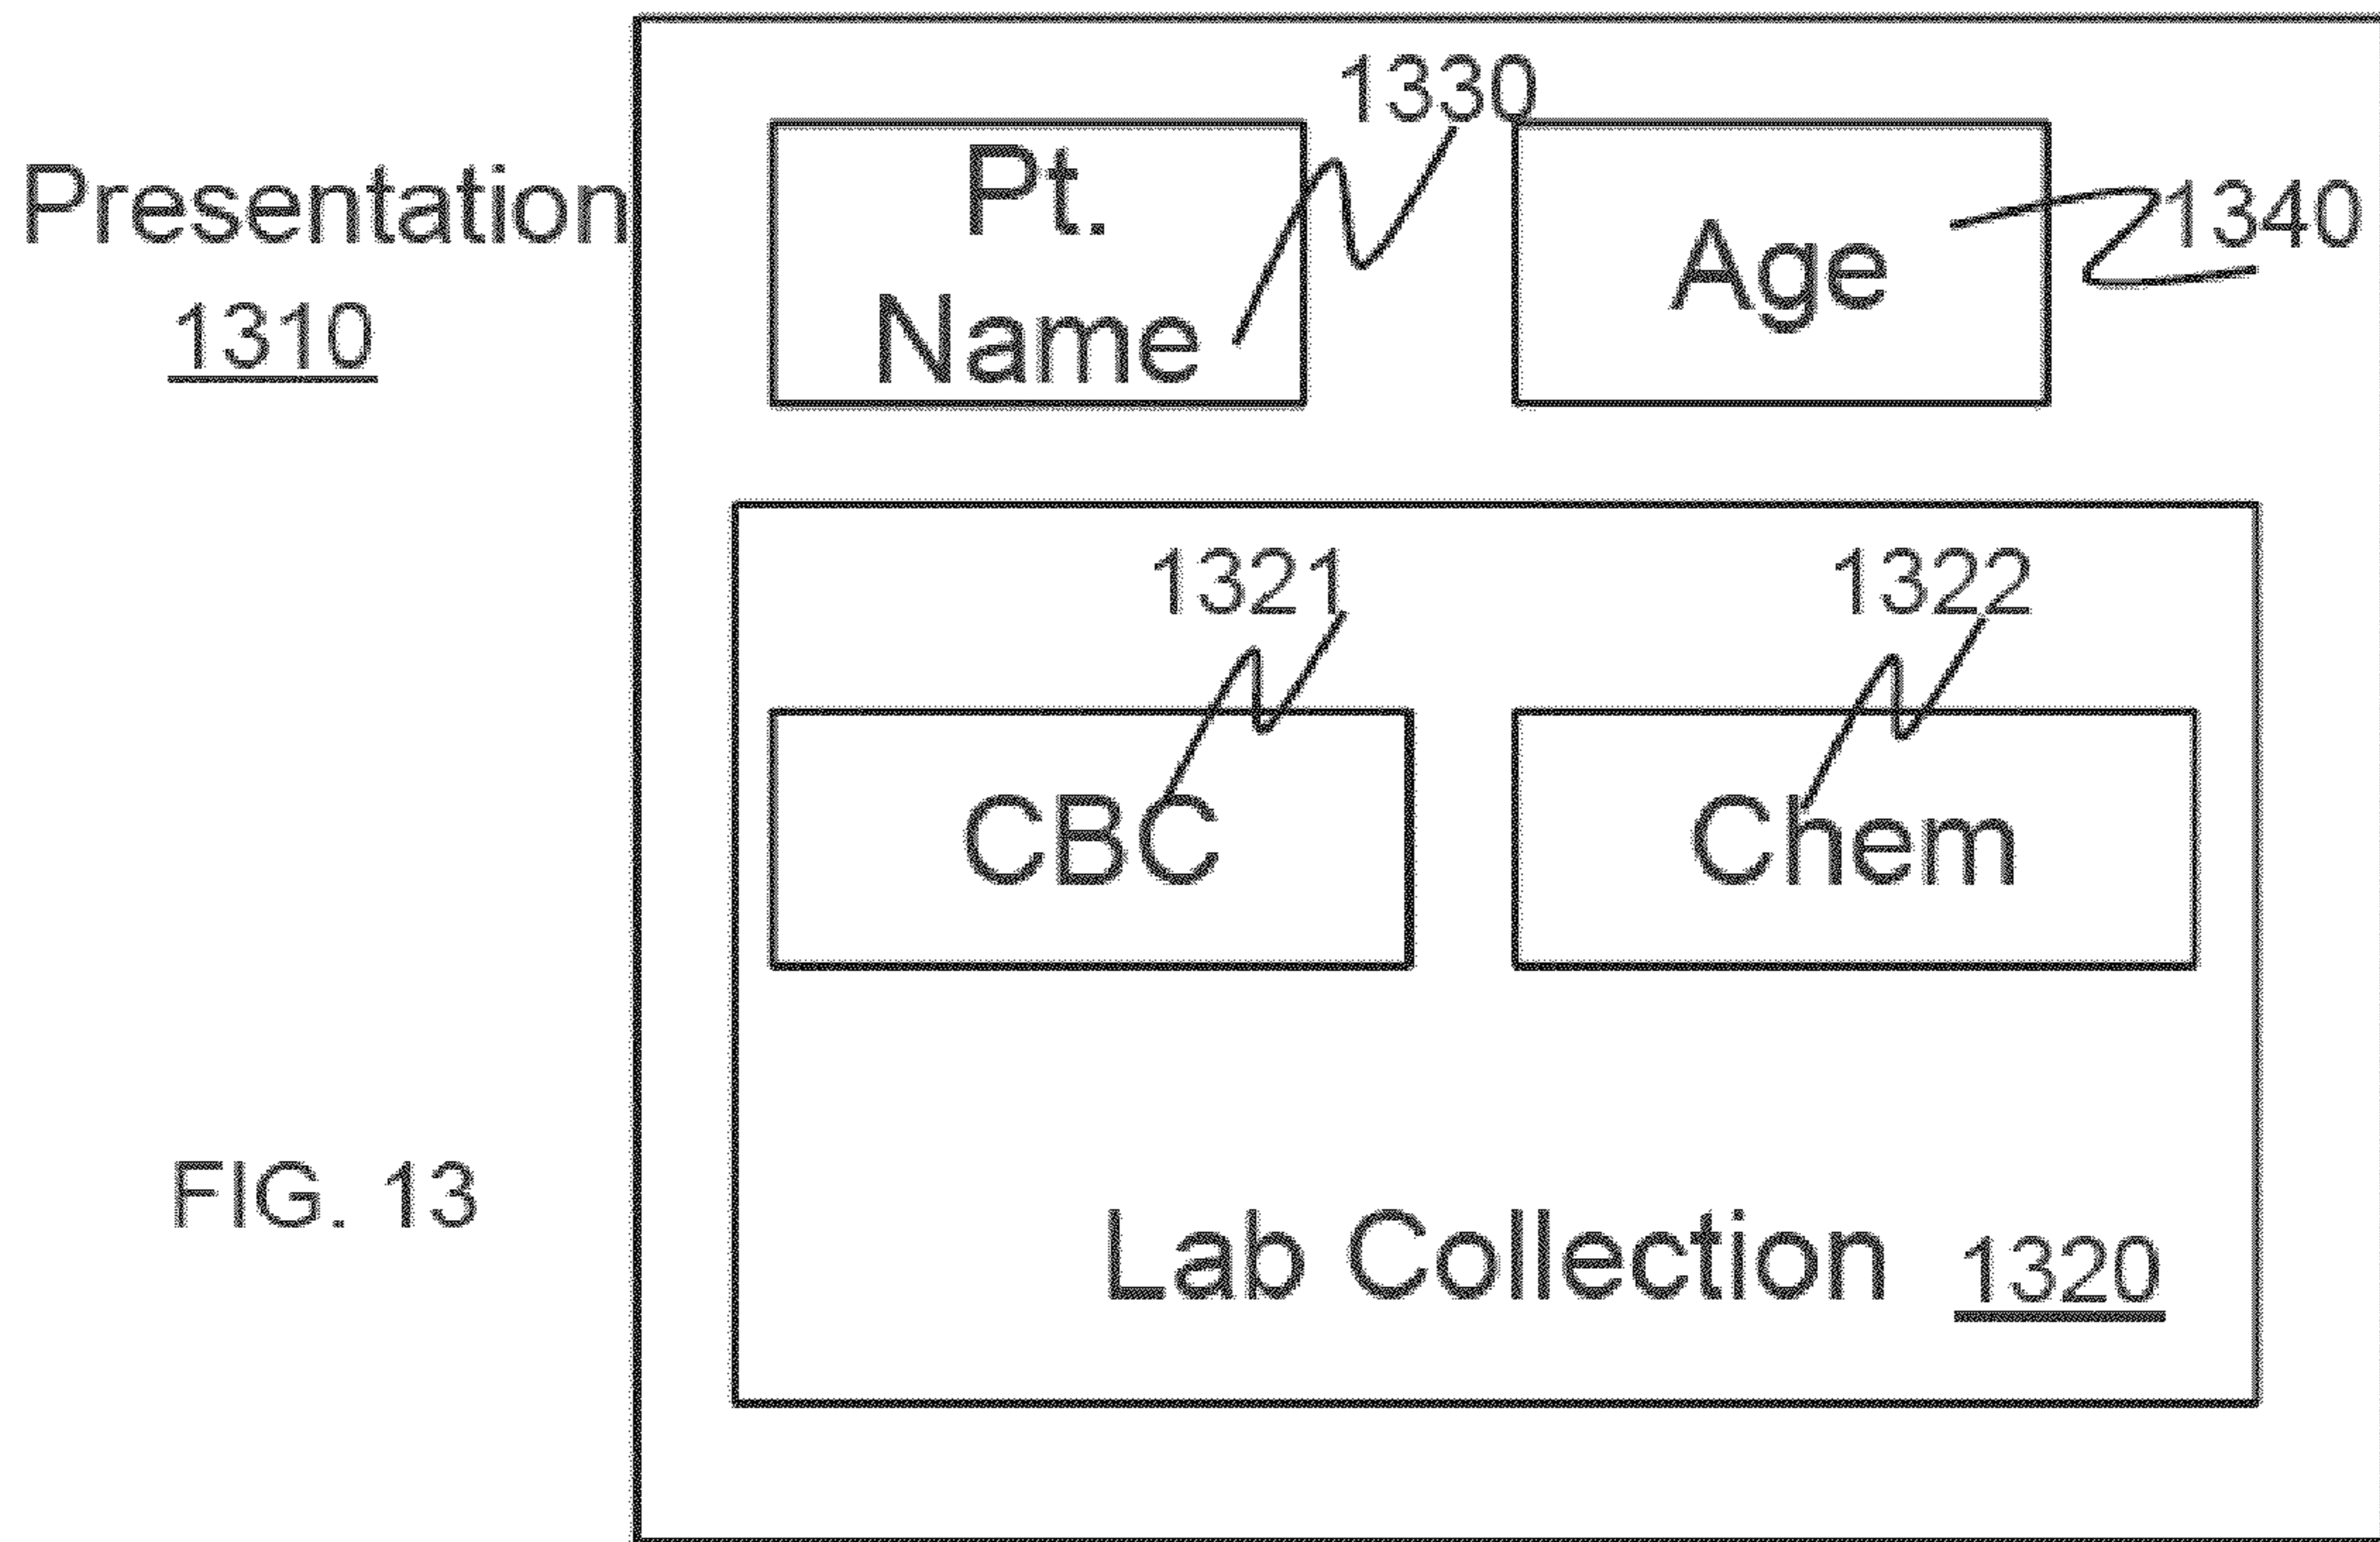 Presentation
1310
1330
Pt.
Name
Age
1340
1321
1322
CBC
Chem
Lab Collection 1320
FIG. 13